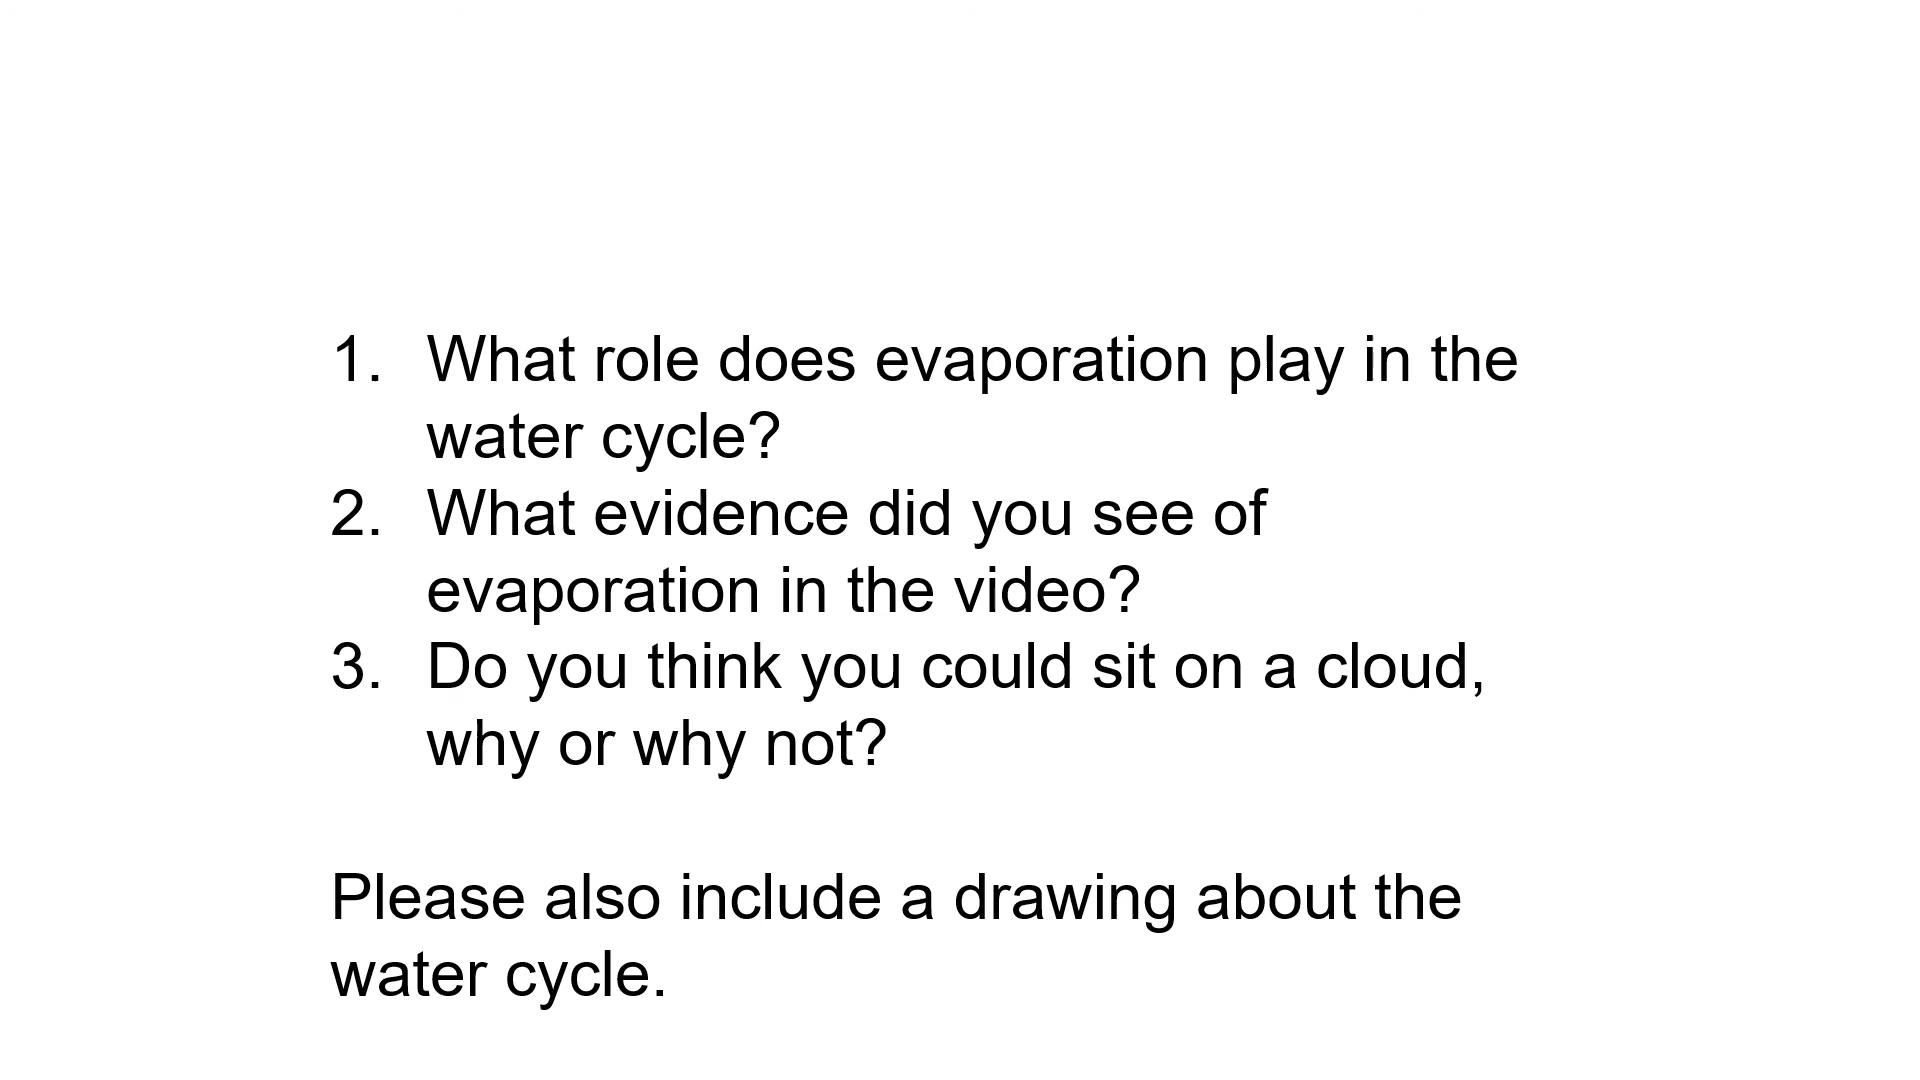 1. What role does evaporation play in the
water cycle?
2. What evidence did you see of
evaporation in the video?
3. Do you think you could sit on a cloud,
why or why not?
Please also include a drawing about the
water cycle.